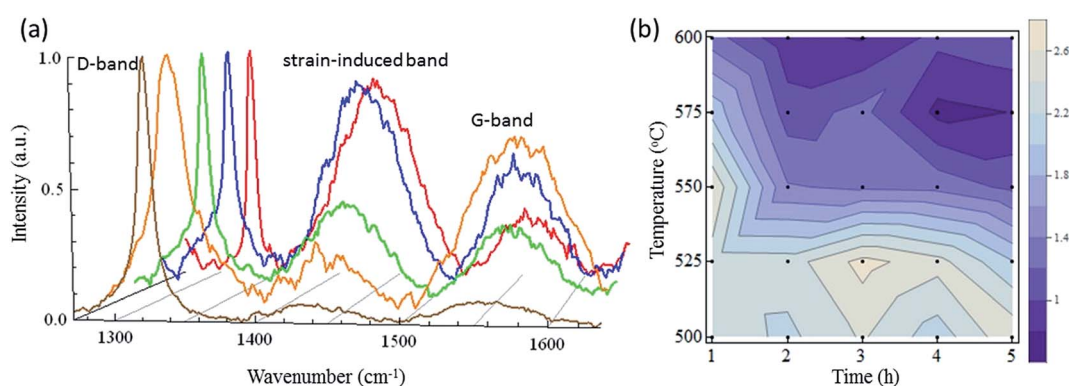 (a)
D-band
strain-induced band
G-band
1.0
0.5
0.0
Intensity (a.u.)
1300
1400
1500
1600
Wavenumber (cm-1)
(b)
600
575
550
525
500
Temperature (oC)
1
2
3
4
5
Time (h)
2.6
2.2
1.8
1.4
1